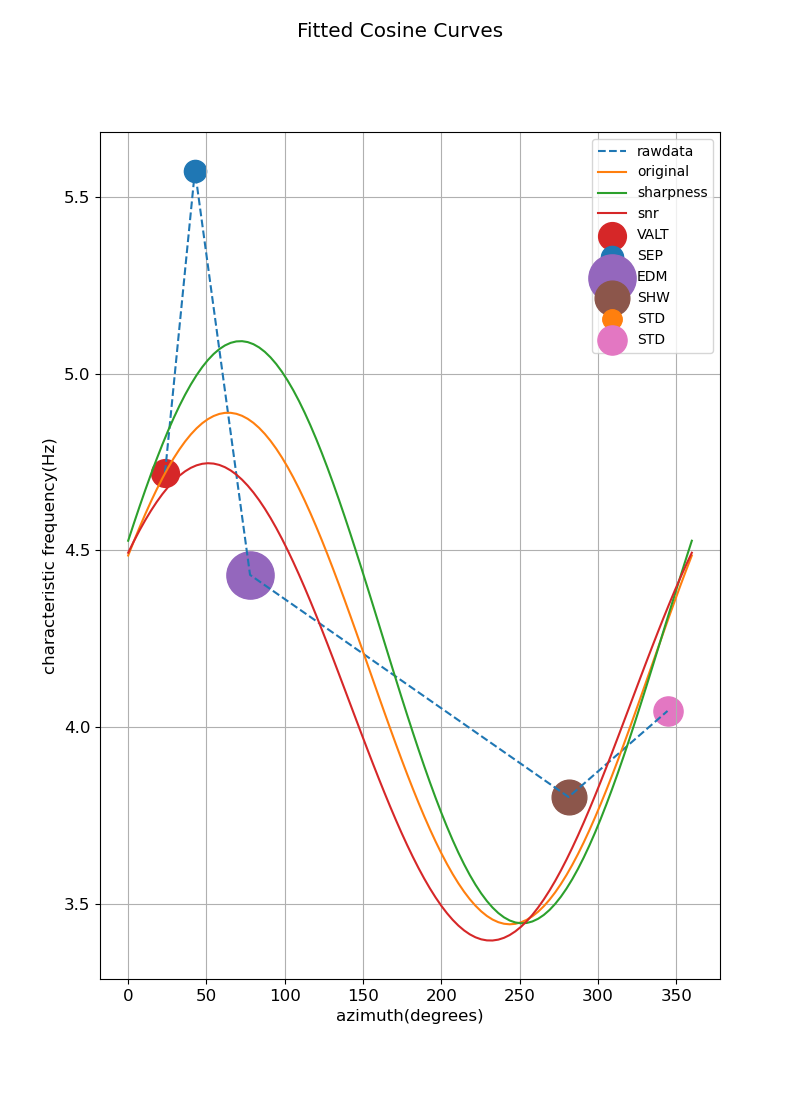 Fitted Cosine Curves
rawdata
original
sharpness
snr
VALT
SEP
EDM
SHW
STD
STD
5.5
5.0
4.5
4.0
3.5
characteristic frequency(Hz)
0 50 100 150 200 250 300 350
azimuth(degrees)